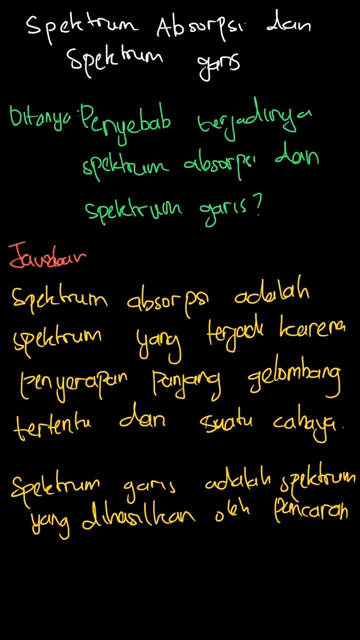 Spektrum Absorpsi dan
Spektrum garis
Ditanya: Penyebab terjadinya
spektrum absorpsi dan
spektrum garis?
Jawaban
Spektrum absorpsi adalah
spektrum yang terjadi karena
penyerapan panjang gelombang
tertentu dari suatu cahaya.
Spektrum garis adalah spektrum
yang dihasilkan oleh pancaran